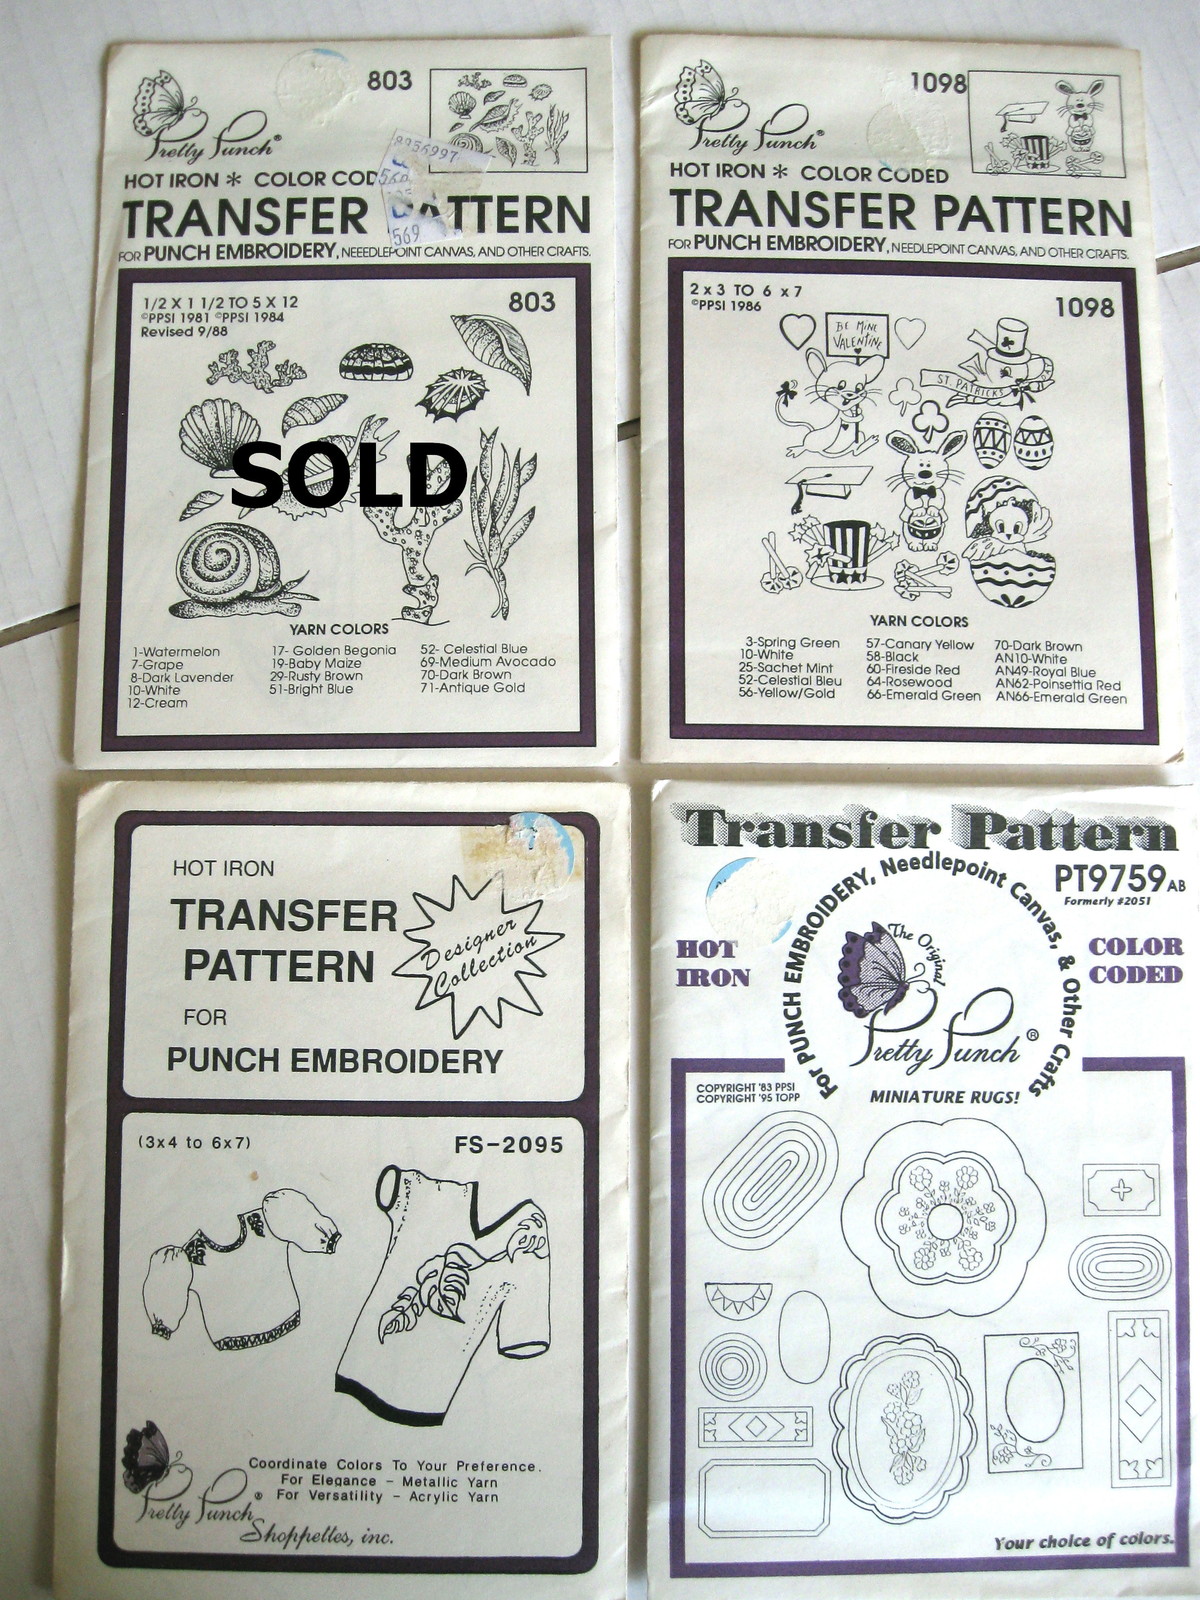 Pretty Punch®
803
HOT IRON * COLOR COD
TRANSFER PATTERN
FOR PUNCH EMBROIDERY, NEEEDLEPOINT CANVAS, AND OTHER CRAFTS.
569
1/2 X 1 1/2 TO 5 X 12
©PPSI 1981 ©PPSI 1984
Revised 9/88
803
SOLD
YARN COLORS
1-Watermelon
7-Grape
8-Dark Lavender
10-White
12-Cream
17- Golden Begonia
19-Baby Maize
29-Rusty Brown
51-Bright Blue
52- Celestial Blue
69-Medium Avocado
70-Dark Brown
71-Antique Gold
Pretty Punch®
1098
HOT IRON * COLOR CODED
TRANSFER PATTERN
FOR PUNCH EMBROIDERY, NEEEDLEPOINT CANVAS, AND OTHER CRAFTS.
2 x 3 TO 6 x 7
©PPSI 1986
1098
BE MINE
VALENTINE
ST. PATRICKS
YARN COLORS
3-Spring Green
10-White
25-Sachet Mint
52-Celestial Bleu
56-Yellow/Gold
57-Canary Yellow
58-Black
60-Fireside Red
64-Rosewood
66-Emerald Green
70-Dark Brown
AN10-White
AN49-Royal Blue
AN62-Poinsettia Red
AN66-Emerald Green
HOT IRON
TRANSFER
PATTERN
FOR
PUNCH EMBROIDERY
Designer
Collection
(3x4 to 6x7)
FS-2095
Coordinate Colors To Your Preference.
For Elegance - Metallic Yarn
For Versatility - Acrylic Yarn
Pretty Punch®
Shoppettes, inc.
Transfer Pattern
PT9759AB
Formerly #2051
HOT
IRON
COLOR
CODED
For PUNCH EMBROIDERY, Needlepoint Canvas, & Other Crafts
The Original
Pretty Punch®
COPYRIGHT '83 PPSI
COPYRIGHT '95 TOPP
MINIATURE RUGS!
Your choice of colors.